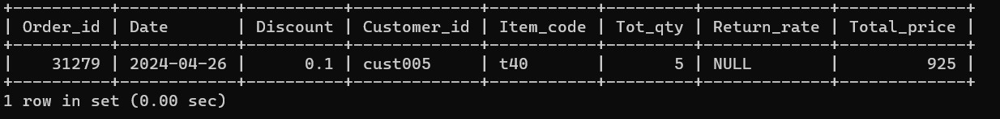 +----------+------------+----------+-------------+-----------+---------+-------------+-------------+
| Order_id | Date       | Discount | Customer_id | Item_code | Tot_qty | Return_rate | Total_price |
+----------+------------+----------+-------------+-----------+---------+-------------+-------------+
|    31279 | 2024-04-26 |      0.1 | cust005     | t40       |       5 | NULL        |         925 |
+----------+------------+----------+-------------+-----------+---------+-------------+-------------+
1 row in set (0.00 sec)